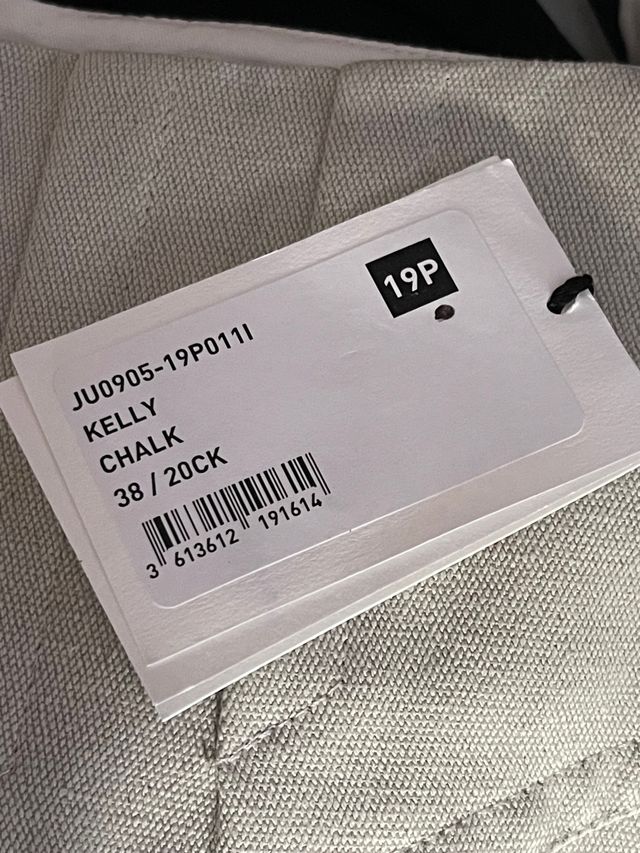 19P
JU0905-19P011I
KELLY
CHALK
38 / 20CK
3 613612 191614